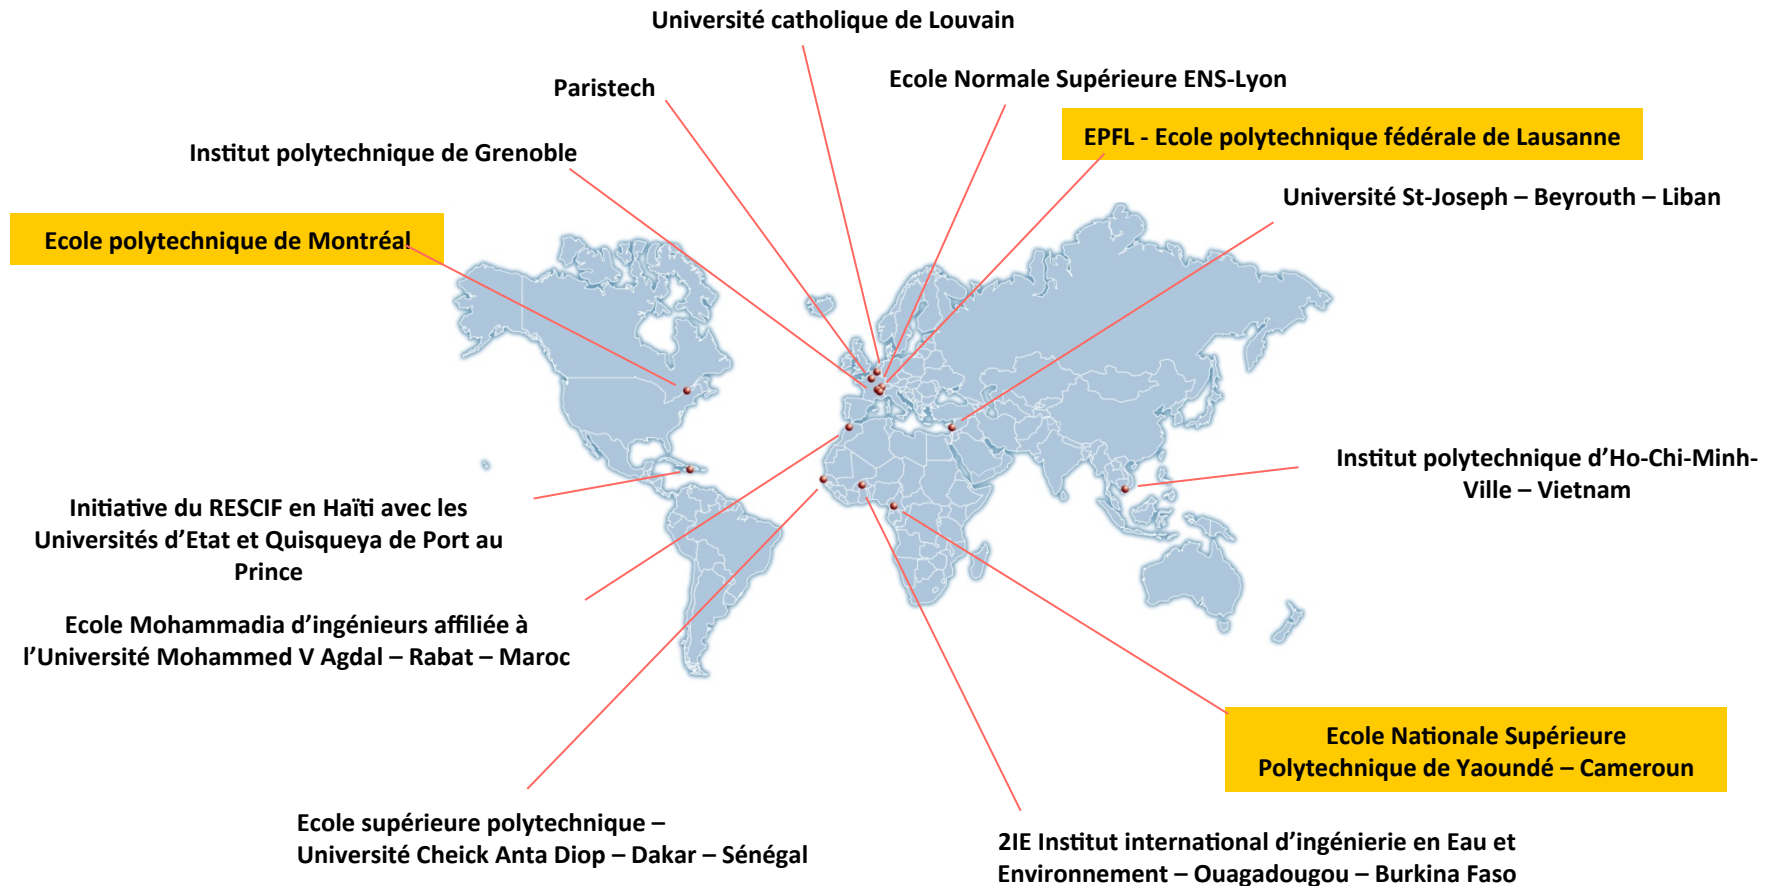 Université catholique de Louvain
Paristech
Ecole Normale Supérieure ENS-Lyon
EPFL - Ecole polytechnique fédérale de Lausanne
Institut polytechnique de Grenoble
Université St-Joseph – Beyrouth – Liban
Ecole polytechnique de Montréal
Institut polytechnique d’Ho-Chi-Minh-
Ville – Vietnam
Initiative du RESCIF en Haïti avec les
Universités d’Etat et Quisqueya de Port au
Prince
Ecole Mohammadia d’ingénieurs affiliée à
l’Université Mohammed V Agdal – Rabat – Maroc
Ecole Nationale Supérieure
Polytechnique de Yaoundé – Cameroun
Ecole supérieure polytechnique –
Université Cheick Anta Diop – Dakar – Sénégal
2IE Institut international d’ingénierie en Eau et
Environnement – Ouagadougou – Burkina Faso